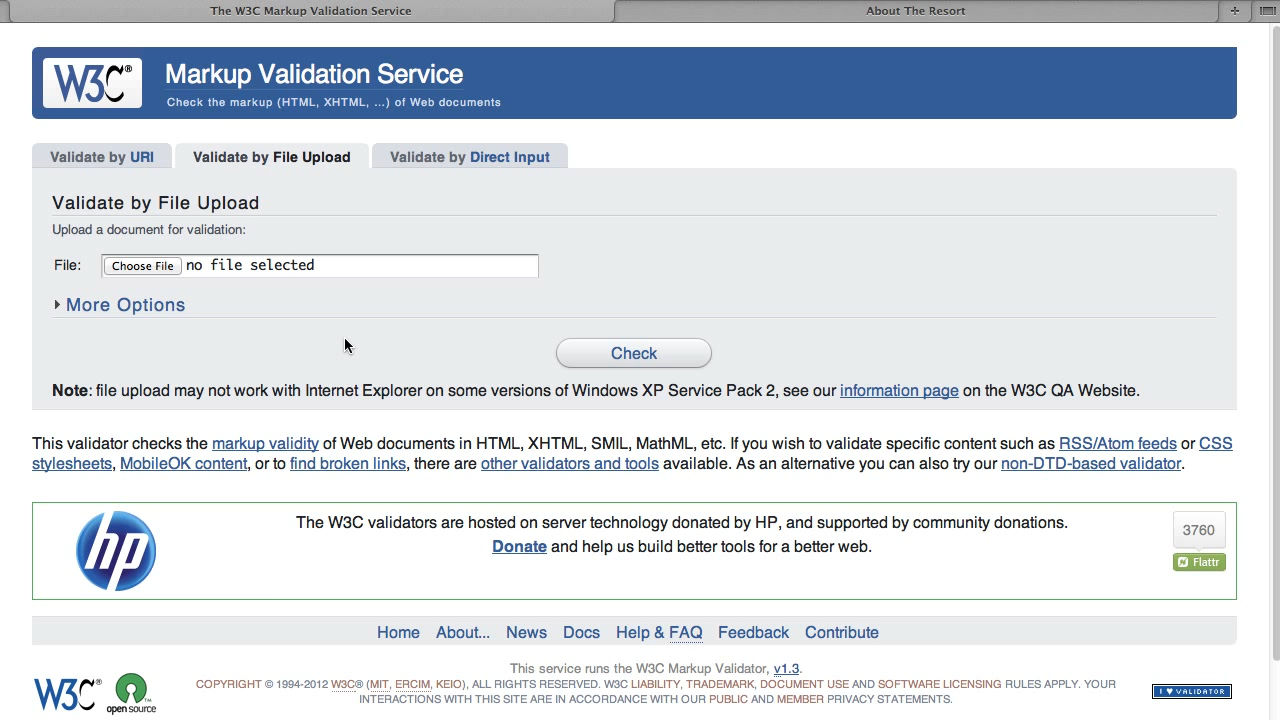 The W3C Markup Validation Service
About The Resort
W3C®
Markup Validation Service
Check the markup (HTML, XHTML, ...) of Web documents
Validate by URI
Validate by File Upload
Validate by Direct Input
Validate by File Upload
Upload a document for validation:
File: Choose File no file selected
More Options
Check
Note: file upload may not work with Internet Explorer on some versions of Windows XP Service Pack 2, see our information page on the W3C QA Website.
This validator checks the markup validity of Web documents in HTML, XHTML, SMIL, MathML, etc. If you wish to validate specific content such as RSS/Atom feeds or CSS
stylesheets, MobileOK content, or to find broken links, there are other validators and tools available. As an alternative you can also try our non-DTD-based validator.
hp
The W3C validators are hosted on server technology donated by HP, nd supported by community donations.
Donate and help us build better tools for a better web.
3760
Flattr
Home About... News Docs Help & FAQ Feedback Contribute
This service runs the W3C Markup Validator, v1.3.
W3C®
open source
COPYRIGHT © 1994-2012 W3C® (MIT, ERCIM, KEIO), ALL RIGHTS RESERVED. W3C LIABILITY, TRADEMARK, DOCUMENT USE AND SOFTWARE LICENSING RULES APPLY. YOUR
INTERACTIONS WITH THIS SITE ARE IN ACCORDANCE WITH OUR PUBLIC AND MEMBER PRIVACY STATEMENTS.
I ♥ VALIDATOR